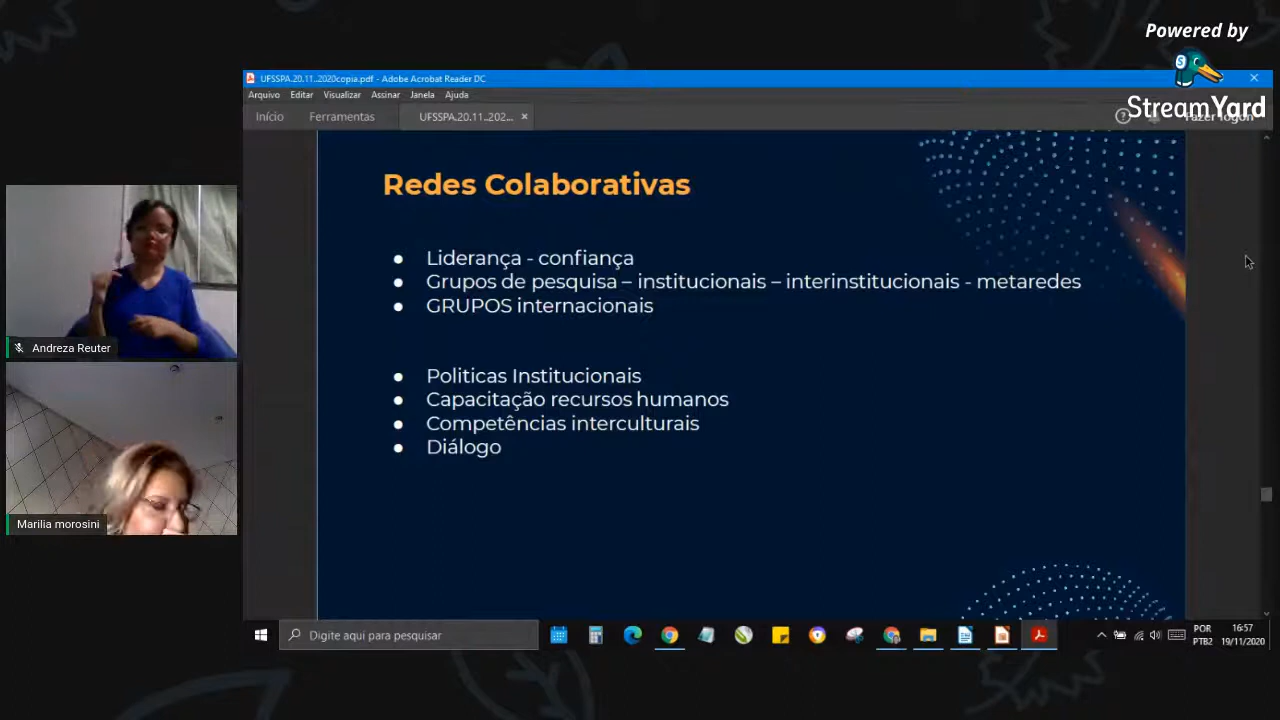 Powered by
StreamYard
UFSSPA.20.11..2020copia.pdf - Adobe Acrobat Reader DC
Arquivo Editar Visualizar Assinar Janela Ajuda
Início Ferramentas UFSSPA.20.11..202... × Fazer logon
Redes Colaborativas
Liderança - confiança
Grupos de pesquisa – institucionais – interinstitucionais - metaredes
GRUPOS internacionais
Politicas Institucionais
Capacitação recursos humanos
Competências interculturais
Diálogo
Andreza Reuter
Marilia morosini
Digite aqui para pesquisar
POR
PTB2
16:57
19/11/2020